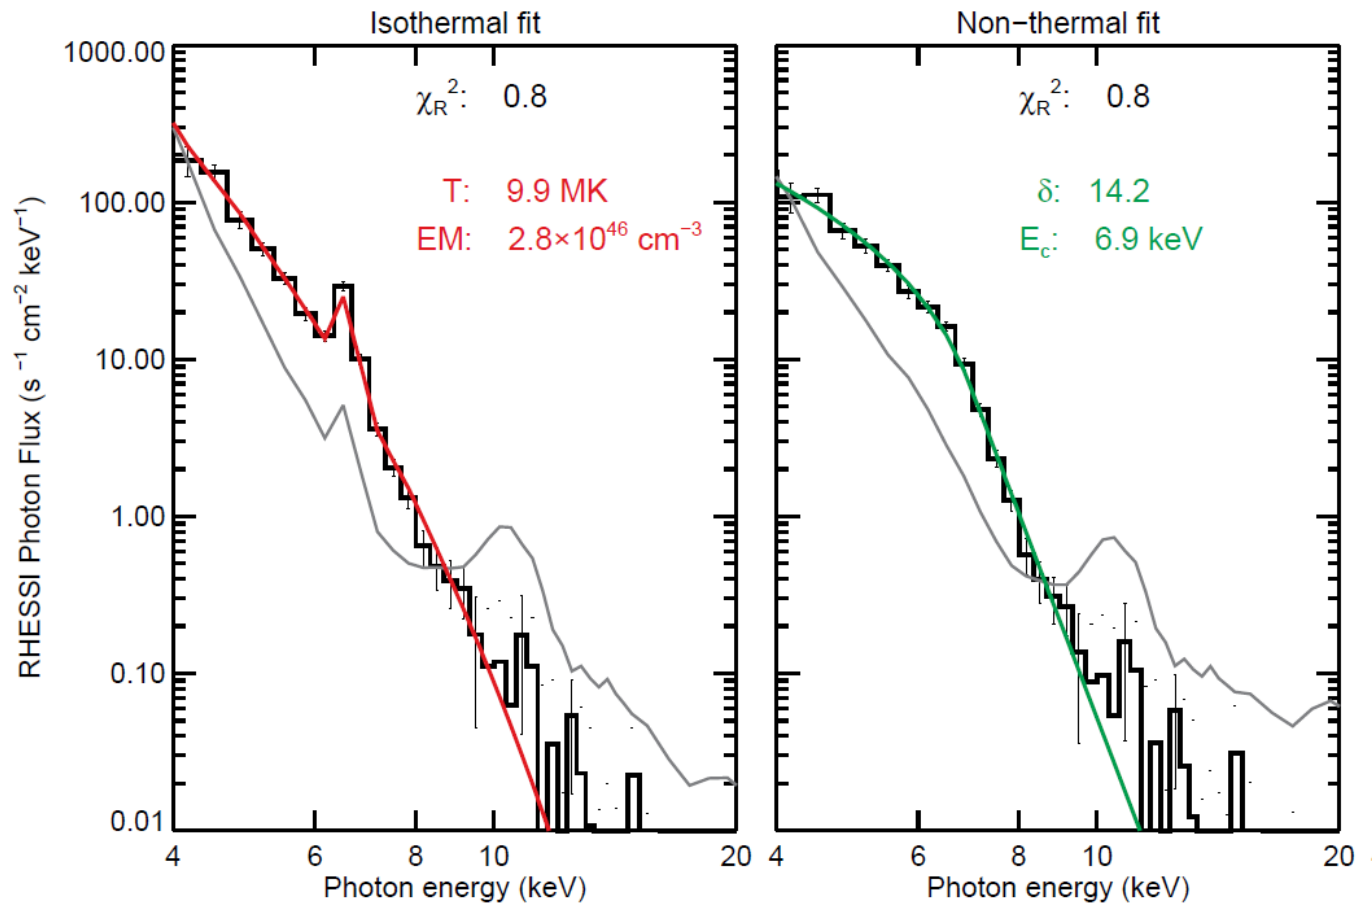 Isothermal fit
Non−thermal fit
χR²: 0.8
χR²: 0.8
T: 9.9 MK
EM: 2.8×10⁴⁶ cm⁻³
δ: 14.2
Ec: 6.9 keV
RHESSI Photon Flux (s⁻¹ cm⁻² keV⁻¹)
1000.00
100.00
10.00
1.00
0.10
0.01
4 6 8 10 20
4 6 8 10 20
Photon energy (keV)
Photon energy (keV)